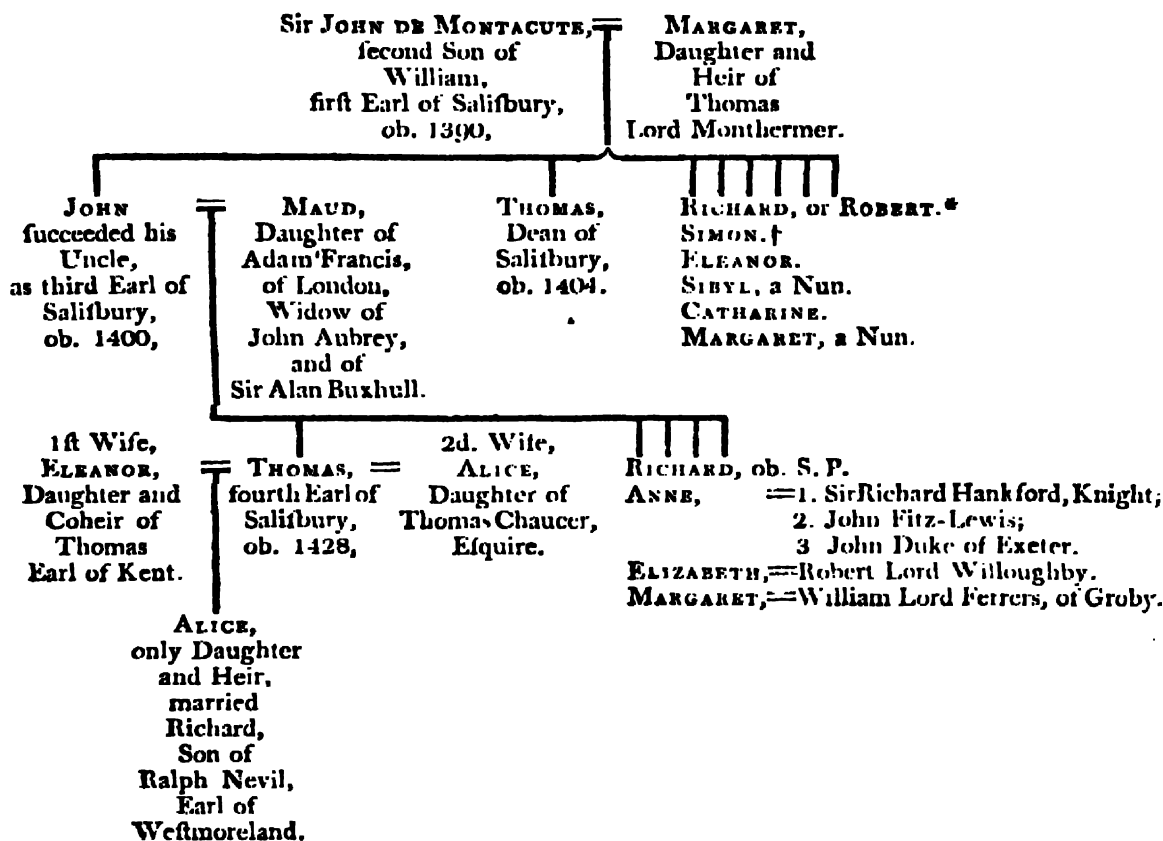 Sir JOHN DE MONTACUTE,
ſecond Son of
William,
firſt Earl of Saliſbury,
ob. 1390,
=
MARGARET,
Daughter and
Heir of
Thomas
Lord Monthermer.
JOHN
ſucceeded his
Uncle,
as third Earl of
Saliſbury,
ob. 1400,
=
MAUD,
Daughter of
Adam Francis,
of London,
Widow of
John Aubrey,
and of
Sir Alan Buxhull.
THOMAS,
Dean of
Saliſbury,
ob. 1404.
RICHARD, or ROBERT.*
SIMON.†
ELEANOR.
SIBYL, a Nun.
CATHARINE.
MARGARET, a Nun.
1ſt Wife,
ELEANOR,
Daughter and
Coheir of
Thomas
Earl of Kent.
=
THOMAS, =
fourth Earl of
Saliſbury,
ob. 1428,
2d. Wife,
ALICE,
Daughter of
Thomas Chaucer,
Eſquire.
RICHARD, ob. S. P.
ANNE, =1. Sir Richard Hankford, Knight;
2. John Fitz-Lewis;
3 John Duke of Exeter.
ELIZABETH,=Robert Lord Willoughby.
MARGARET,=William Lord Ferrers, of Groby.
ALICE,
only Daughter
and Heir,
married
Richard,
Son of
Ralph Nevil,
Earl of
Weſtmoreland.